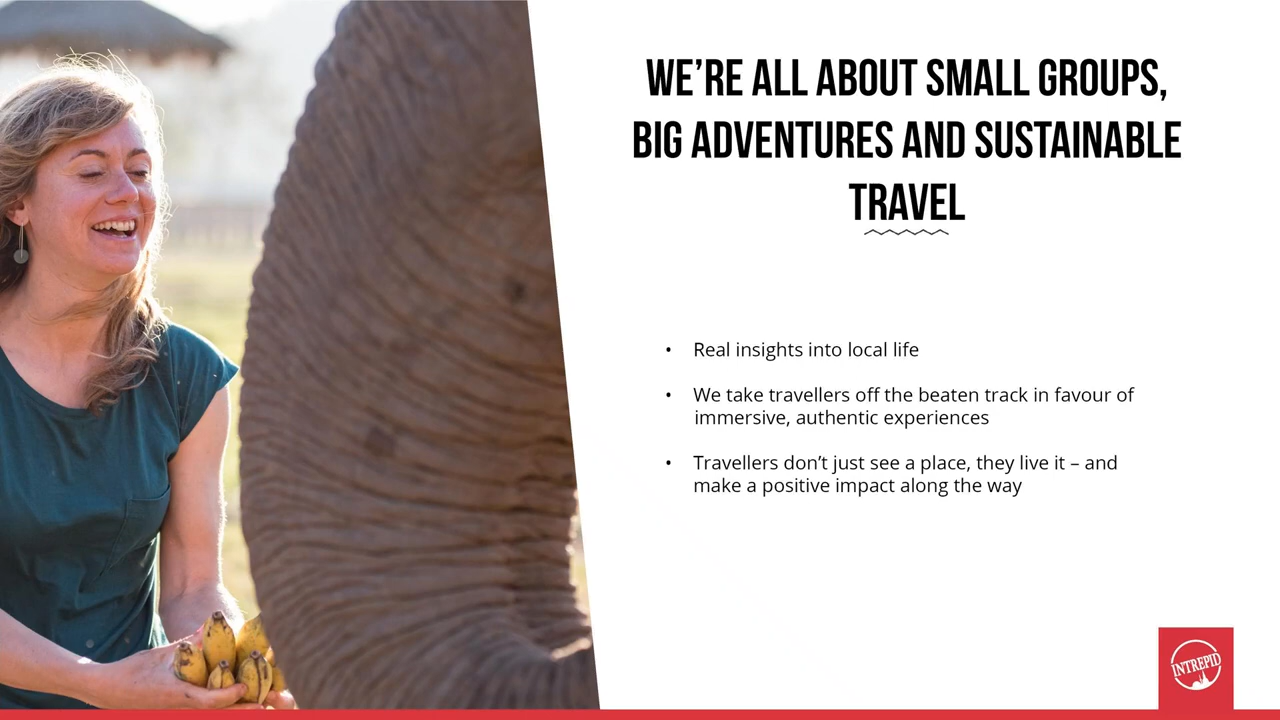 WE’RE ALL ABOUT SMALL GROUPS,
BIG ADVENTURES AND SUSTAINABLE
TRAVEL
• Real insights into local life
• We take travellers off the beaten track in favour of
immersive, authentic experiences
• Travellers don’t just see a place, they live it – and
make a positive impact along the way
INTREPID